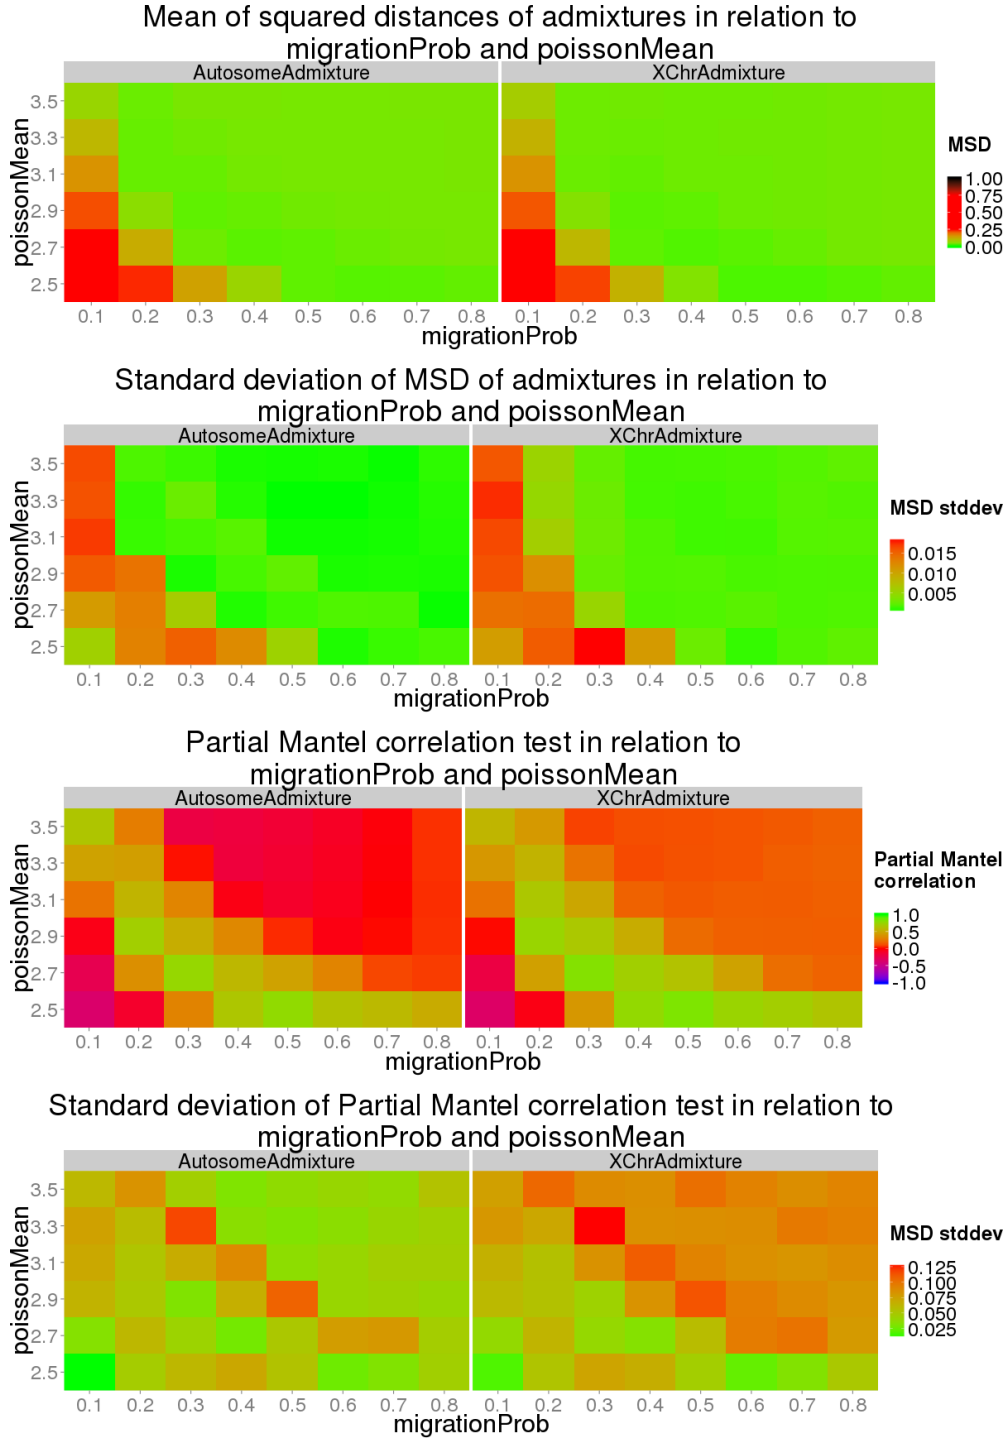 Mean of squared distances of admixtures in relation to
migrationProb and poissonMean
AutosomeAdmixture XChrAdmixture
poissonMean
3.5
3.3
3.1
2.9
2.7
2.5
0.1 0.2 0.3 0.4 0.5 0.6 0.7 0.8 0.1 0.2 0.3 0.4 0.5 0.6 0.7 0.8
migrationProb
MSD
1.00
0.75
0.50
0.25
0.00
Standard deviation of MSD of admixtures in relation to
migrationProb and poissonMean
AutosomeAdmixture XChrAdmixture
poissonMean
3.5
3.3
3.1
2.9
2.7
2.5
0.1 0.2 0.3 0.4 0.5 0.6 0.7 0.8 0.1 0.2 0.3 0.4 0.5 0.6 0.7 0.8
migrationProb
MSD stddev
0.015
0.010
0.005
Partial Mantel correlation test in relation to
migrationProb and poissonMean
AutosomeAdmixture XChrAdmixture
poissonMean
3.5
3.3
3.1
2.9
2.7
2.5
0.1 0.2 0.3 0.4 0.5 0.6 0.7 0.8 0.1 0.2 0.3 0.4 0.5 0.6 0.7 0.8
migrationProb
Partial Mantel
correlation
1.0
0.5
0.0
-0.5
-1.0
Standard deviation of Partial Mantel correlation test in relation to
migrationProb and poissonMean
AutosomeAdmixture XChrAdmixture
poissonMean
3.5
3.3
3.1
2.9
2.7
2.5
0.1 0.2 0.3 0.4 0.5 0.6 0.7 0.8 0.1 0.2 0.3 0.4 0.5 0.6 0.7 0.8
migrationProb
MSD stddev
0.125
0.100
0.075
0.050
0.025